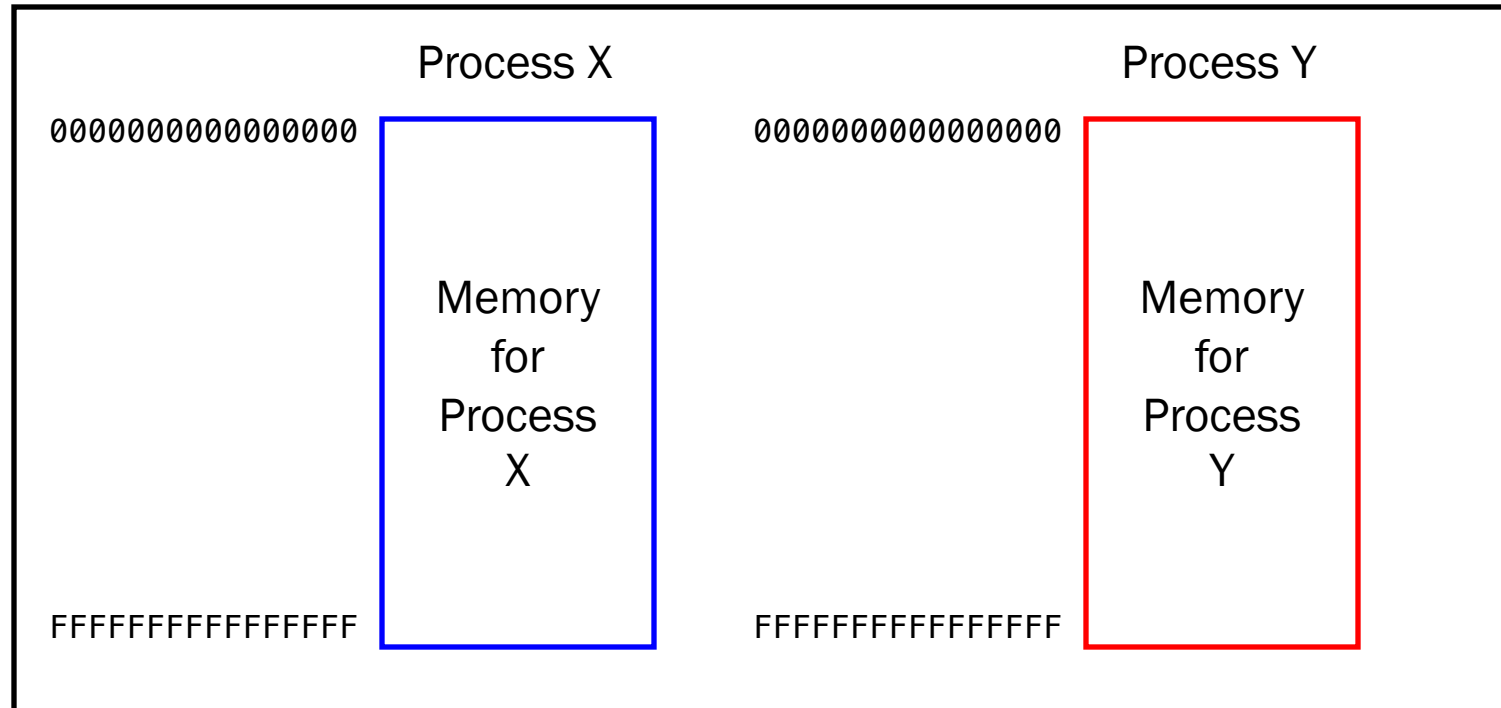 Process X
Process Y
0000000000000000
0000000000000000
Memory
for
Process
X
Memory
for
Process
Y
FFFFFFFFFFFFFFFF
FFFFFFFFFFFFFFFF